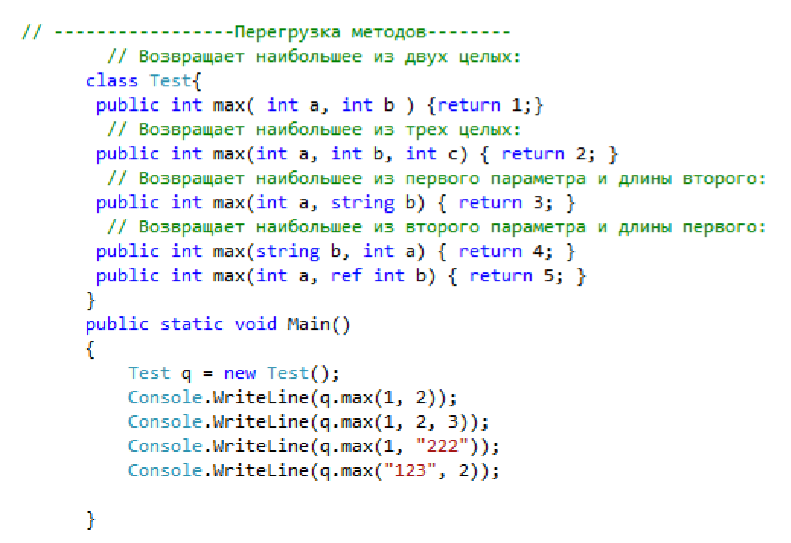 // -----------------Перегрузка методов--------
// Возвращает наибольшее из двух целых:
class Test{
public int max( int a, int b ) {return 1;}
// Возвращает наибольшее из трех целых:
public int max(int a, int b, int c) { return 2; }
// Возвращает наибольшее из первого параметра и длины второго:
public int max(int a, string b) { return 3; }
// Возвращает наибольшее из второго параметра и длины первого:
public int max(string b, int a) { return 4; }
public int max(int a, ref int b) { return 5; }
}
public static void Main()
{
Test q = new Test();
Console.WriteLine(q.max(1, 2));
Console.WriteLine(q.max(1, 2, 3));
Console.WriteLine(q.max(1, "222"));
Console.WriteLine(q.max("123", 2));
}